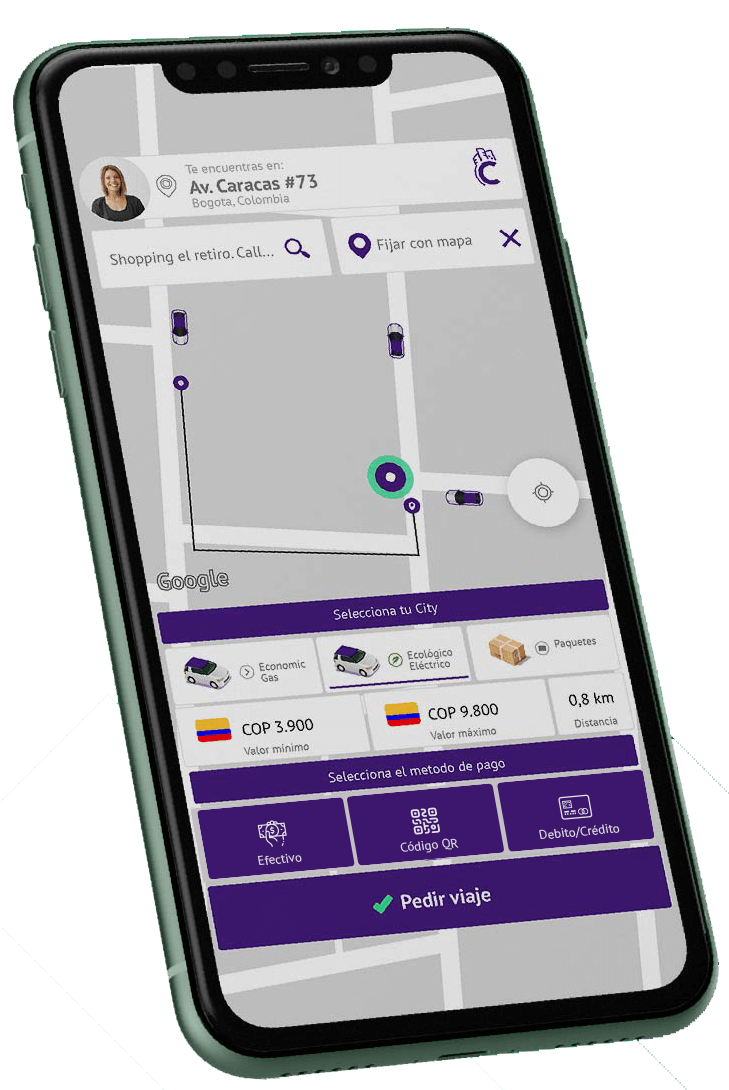 Te encuentras en:
Av. Caracas #73
Bogota, Colombia
Shopping el retiro. Call...
Fijar con mapa
Google
Selecciona tu City
Economic
Gas
Ecológico
Eléctrico
Paquetes
COP 3.900
Valor mínimo
COP 9.800
Valor máximo
0,8 km
Distancia
Selecciona el metodo de pago
Efectivo
Código QR
Debito/Crédito
Pedir viaje